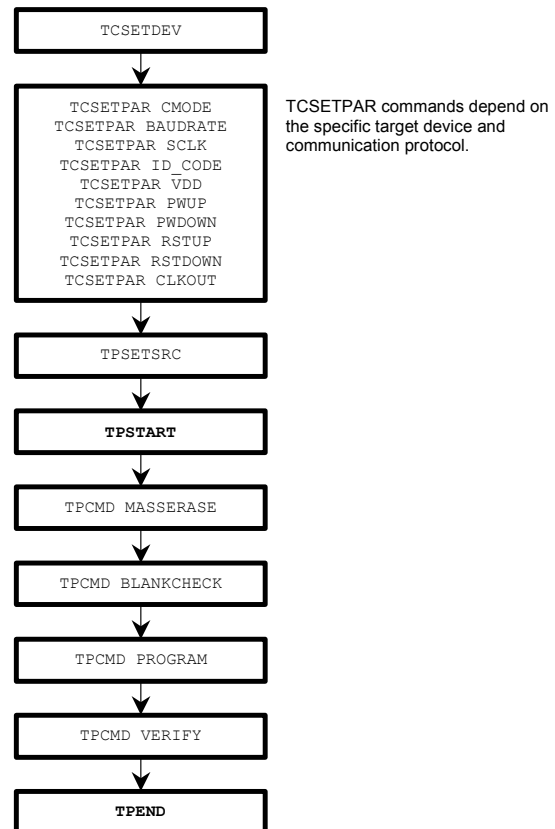 TCSETDEV
TCSETPAR CMODE
TCSETPAR BAUDRATE
TCSETPAR SCLK
TCSETPAR ID_CODE
TCSETPAR VDD
TCSETPAR PWUP
TCSETPAR PWDOWN
TCSETPAR RSTUP
TCSETPAR RSTDOWN
TCSETPAR CLKOUT
TCSETPAR commands depend on
the specific target device and
communication protocol.
TPSETSRC
TPSTART
TPCMD MASSERASE
TPCMD BLANKCHECK
TPCMD PROGRAM
TPCMD VERIFY
TPEND